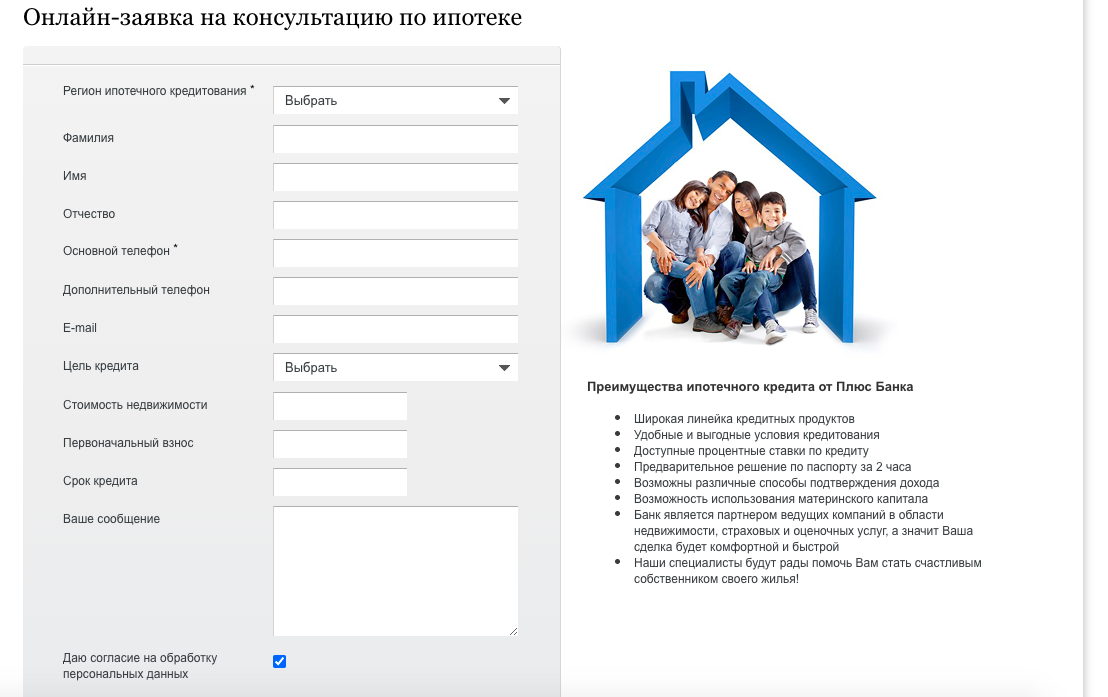 Онлайн-заявка на консультацию по ипотеке
Регион ипотечного кредитования *
Выбрать
Фамилия
Имя
Отчество
Основной телефон *
Дополнительный телефон
E-mail
Цель кредита
Выбрать
Стоимость недвижимости
Первоначальный взнос
Срок кредита
Ваше сообщение
Даю согласие на обработку
персональных данных
Преимущества ипотечного кредита от Плюс Банка
Широкая линейка кредитных продуктов
Удобные и выгодные условия кредитования
Доступные процентные ставки по кредиту
Предварительное решение по паспорту за 2 часа
Возможны различные способы подтверждения дохода
Возможность использования материнского капитала
Банк является партнером ведущих компаний в области
недвижимости, страховых и оценочных услуг, а значит Ваша
сделка будет комфортной и быстрой
Наши специалисты будут рады помочь Вам стать счастливым
собственником своего жилья!